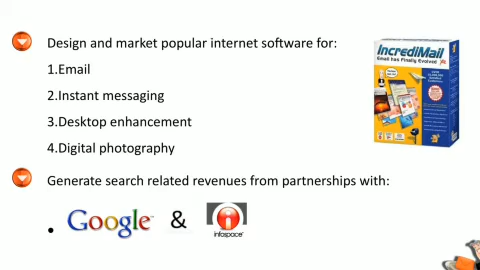 Design and market popular internet software for:
1.Email
2.Instant messaging
3.Desktop enhancement
4.Digital photography
IncrediMail
Email has Finally Evolved
Generate search related revenues from partnerships with:
Google & infospace